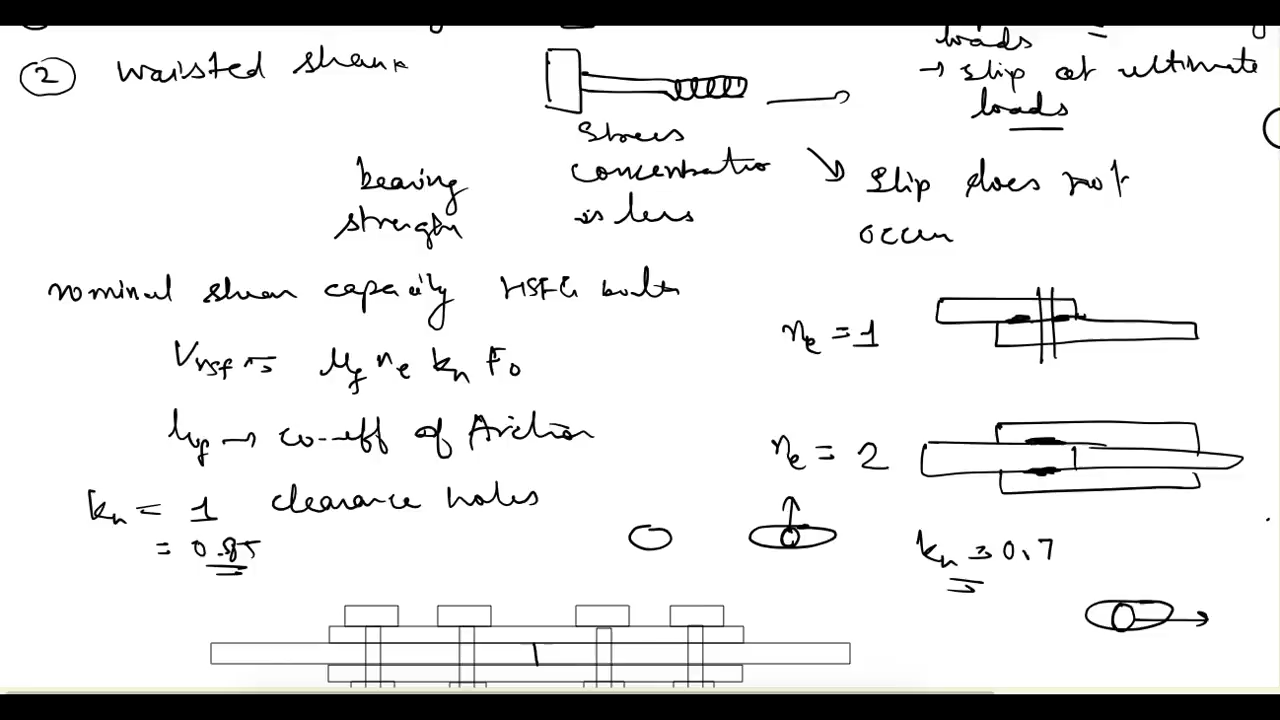 loads
→ slip at ultimate
loads
② waisted shank
stress
concentratio
is less
bearing
strength
slip does not
occur
nominal shear capacity HSFG bolts
Vnsf = μf ne kh F0
μf → co-eff of friction
kh = 1 clearance holes
= 0.85
ne = 1
ne = 2
kh = 0.7